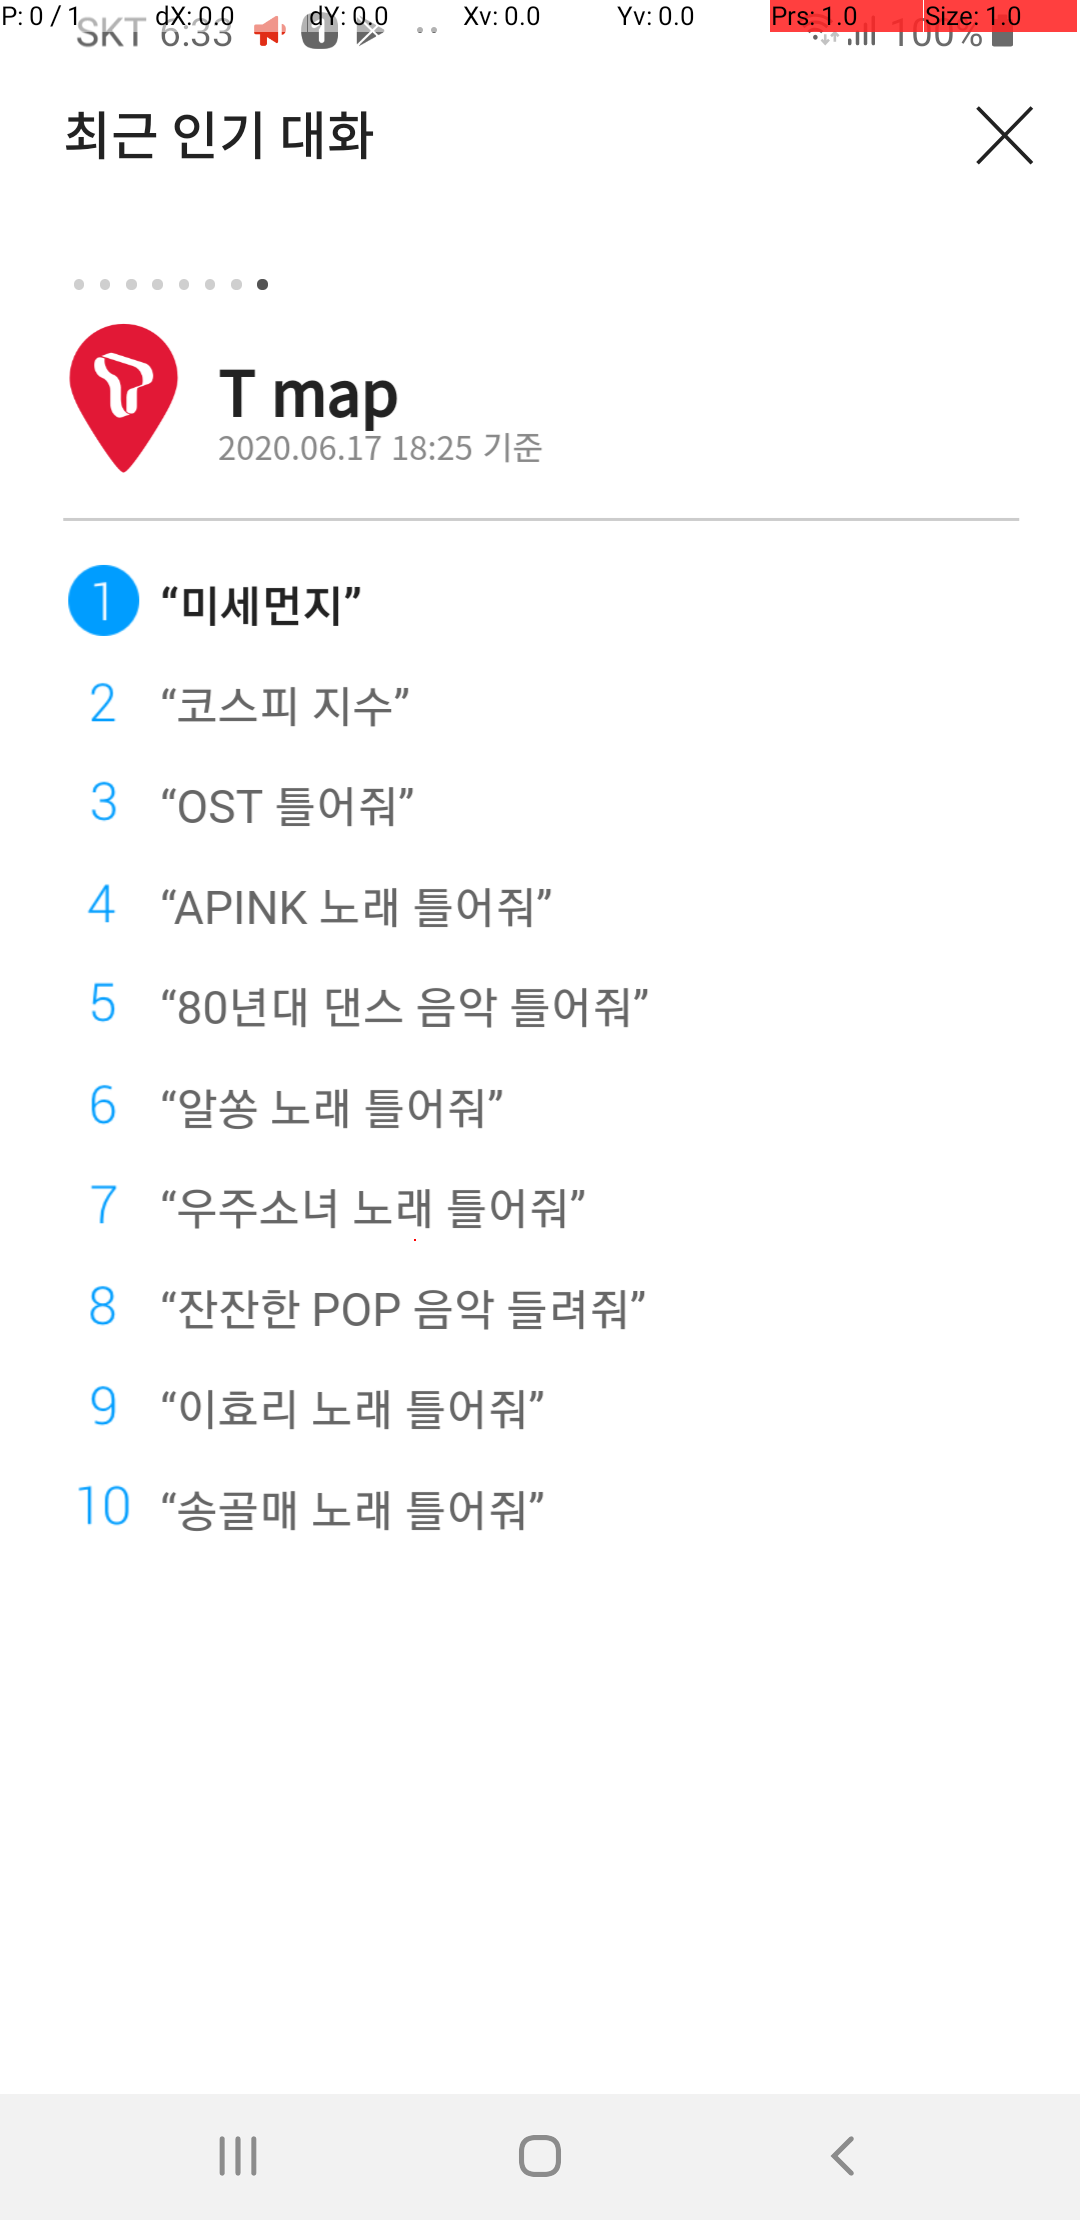 P: 0 / 1 dX: 0.0 dY: 0.0 Xv: 0.0 Yv: 0.0 Prs: 1.0 Size: 1.0
SKT 6:33 100%
최근 인기 대화
T map
2020.06.17 18:25 기준
1 “미세먼지”
2 “코스피 지수”
3 “OST 틀어줘”
4 “APINK 노래 틀어줘”
5 “80년대 댄스 음악 틀어줘”
6 “알쏭 노래 틀어줘”
7 “우주소녀 노래 틀어줘”
8 “잔잔한 POP 음악 들려줘”
9 “이효리 노래 틀어줘”
10 “송골매 노래 틀어줘”